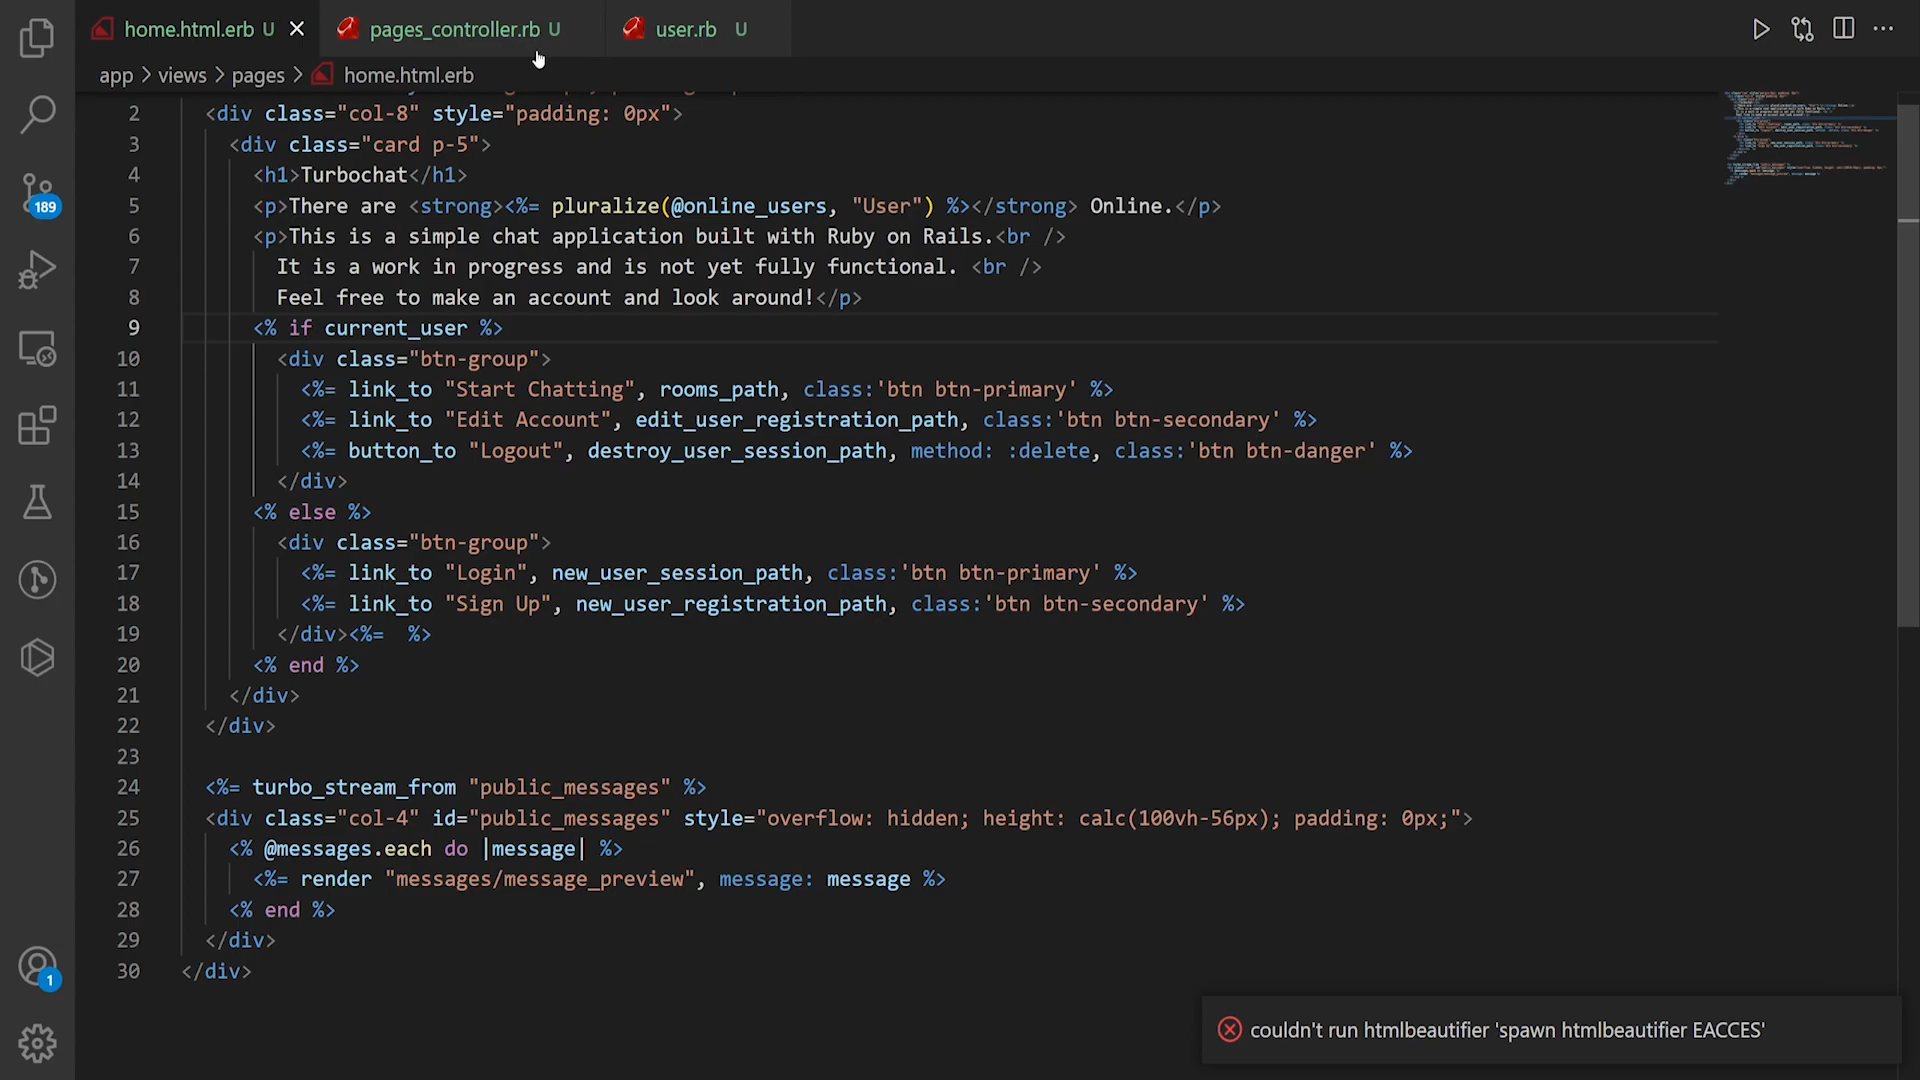 home.html.erb U
pages_controller.rb U
user.rb U
app > views > pages > home.html.erb
2 <div class="col-8" style="padding: 0px">
3 <div class="card p-5">
4 <h1>Turbochat</h1>
5 <p>There are <strong><%= pluralize(@online_users, "User") %></strong> Online.</p>
6 <p>This is a simple chat application built with Ruby on Rails.<br />
7 It is a work in progress and is not yet fully functional. <br />
8 Feel free to make an account and look around!</p>
9 <% if current_user %>
10 <div class="btn-group">
11 <%= link_to "Start Chatting", rooms_path, class:'btn btn-primary' %>
12 <%= link_to "Edit Account", edit_user_registration_path, class:'btn btn-secondary' %>
13 <%= button_to "Logout", destroy_user_session_path, method: :delete, class:'btn btn-danger' %>
14 </div>
15 <% else %>
16 <div class="btn-group">
17 <%= link_to "Login", new_user_session_path, class:'btn btn-primary' %>
18 <%= link_to "Sign Up", new_user_registration_path, class:'btn btn-secondary' %>
19 </div><%=  %>
20 <% end %>
21 </div>
22 </div>
23
24 <%= turbo_stream_from "public_messages" %>
25 <div class="col-4" id="public_messages" style="overflow: hidden; height: calc(100vh-56px); padding: 0px;">
26 <% @messages.each do |message| %>
27 <%= render "messages/message_preview", message: message %>
28 <% end %>
29 </div>
30 </div>
189
1
couldn't run htmlbeautifier 'spawn htmlbeautifier EACCES'